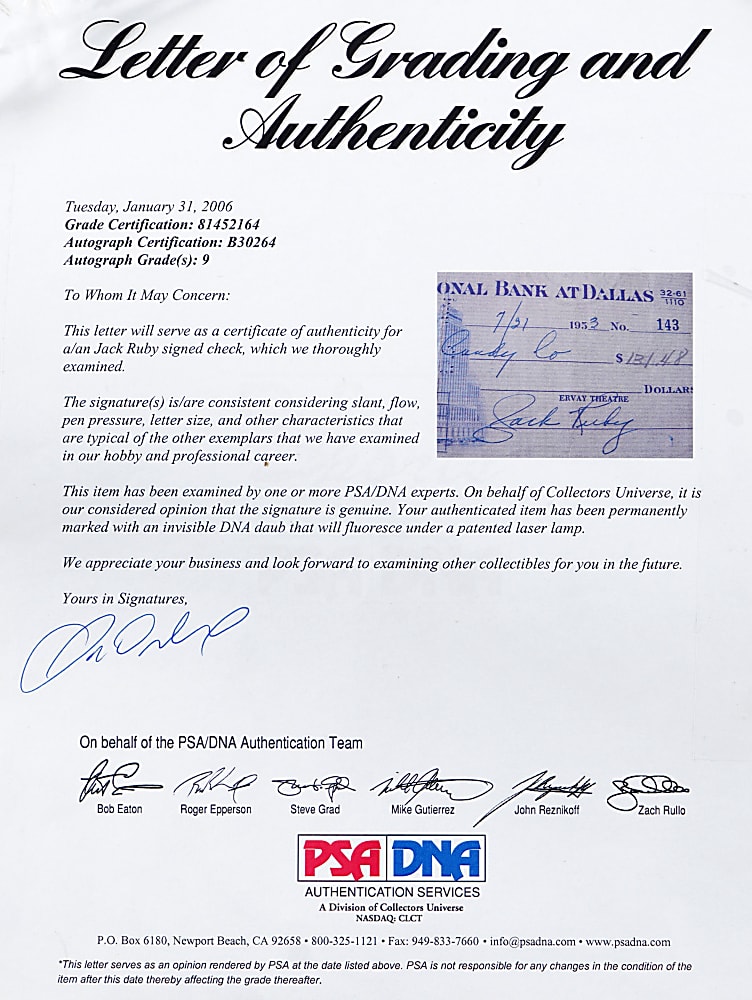 Letter of Grading and
Authenticity
Tuesday, January 31, 2006
Grade Certification: 81452164
Autograph Certification: B30264
Autograph Grade(s): 9
To Whom It May Concern:
This letter will serve as a certificate of authenticity for
a/an Jack Ruby signed check, which we thoroughly
examined.
The signature(s) is/are consistent considering slant, flow,
pen pressure, letter size, and other characteristics that
are typical of the other exemplars that we have examined
in our hobby and professional career.
ONAL BANK AT DALLAS 32-61
1110
7/31 1953 No. 143
Candy Co $ 131.48
DOLLARS
ERVAY THEATRE
Jack Ruby
This item has been examined by one or more PSA/DNA experts. On behalf of Collectors Universe, it is
our considered opinion that the signature is genuine. Your authenticated item has been permanently
marked with an invisible DNA daub that will fluoresce under a patented laser lamp.
We appreciate your business and look forward to examining other collectibles for you in the future.
Yours in Signatures,
On behalf of the PSA/DNA Authentication Team
Bob Eaton Roger Epperson Steve Grad Mike Gutierrez John Reznikoff Zach Rullo
PSA DNA
AUTHENTICATION SERVICES
A Division of Collectors Universe
NASDAQ: CLCT
P.O. Box 6180, Newport Beach, CA 92658 • 800-325-1121 • Fax: 949-833-7660 • info@psadna.com • www.psadna.com
*This letter serves as an opinion rendered by PSA at the date listed above. PSA is not responsible for any changes in the condition of the
item after this date thereby affecting the grade thereafter.